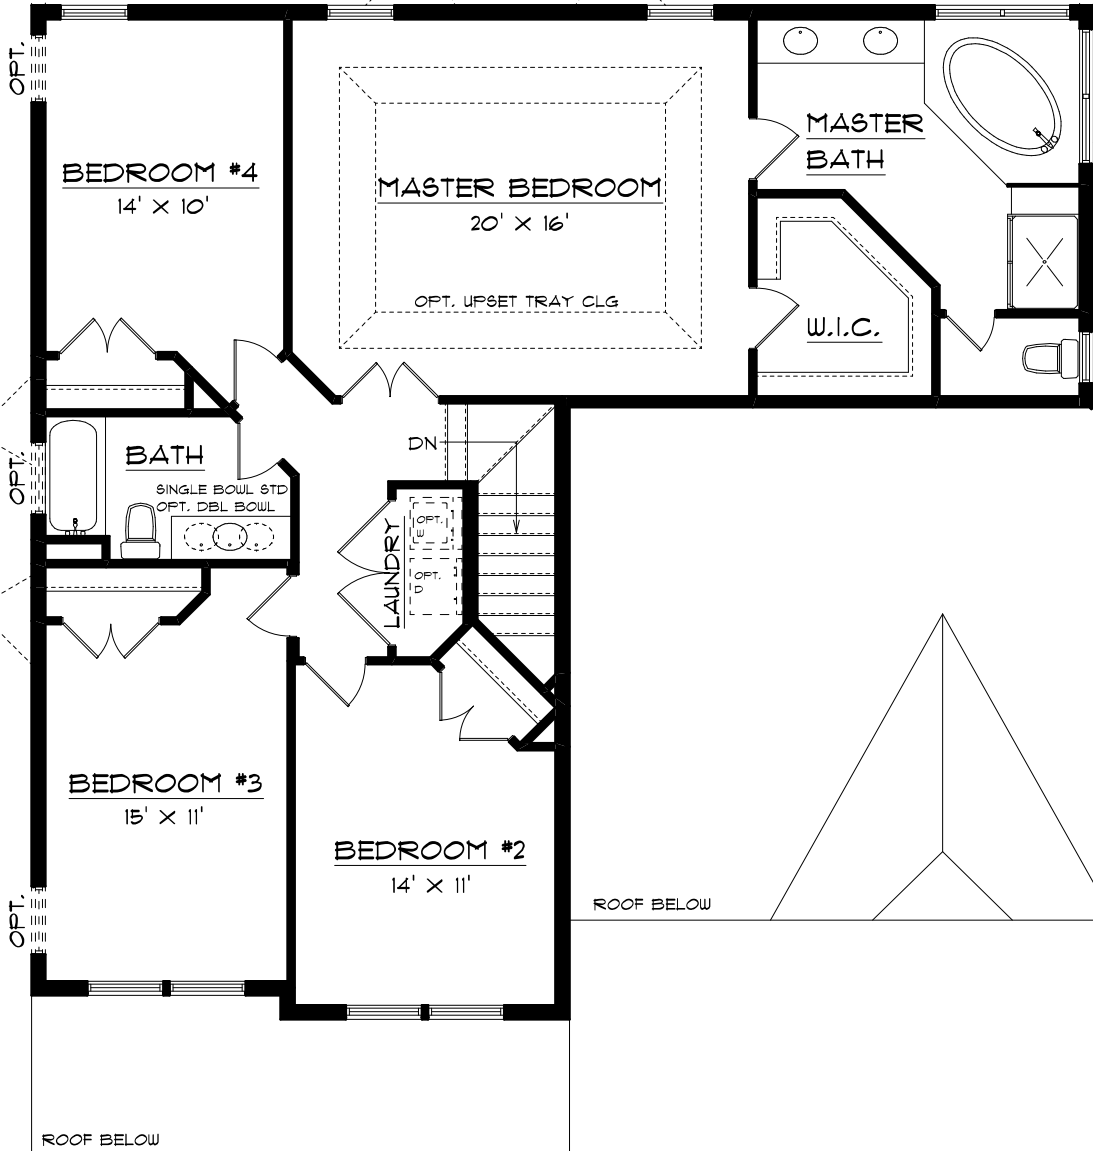 OPT.
BEDROOM #4
14' X 10'
MASTER BEDROOM
20' X 16'
OPT. UPSET TRAY CLG
MASTER
BATH
W.I.C.
DN
BATH
SINGLE BOWL STD
OPT. DBL BOWL
OPT.
LAUNDRY
OPT.
W
OPT.
D
BEDROOM #3
15' X 11'
BEDROOM #2
14' X 11'
OPT.
ROOF BELOW
ROOF BELOW